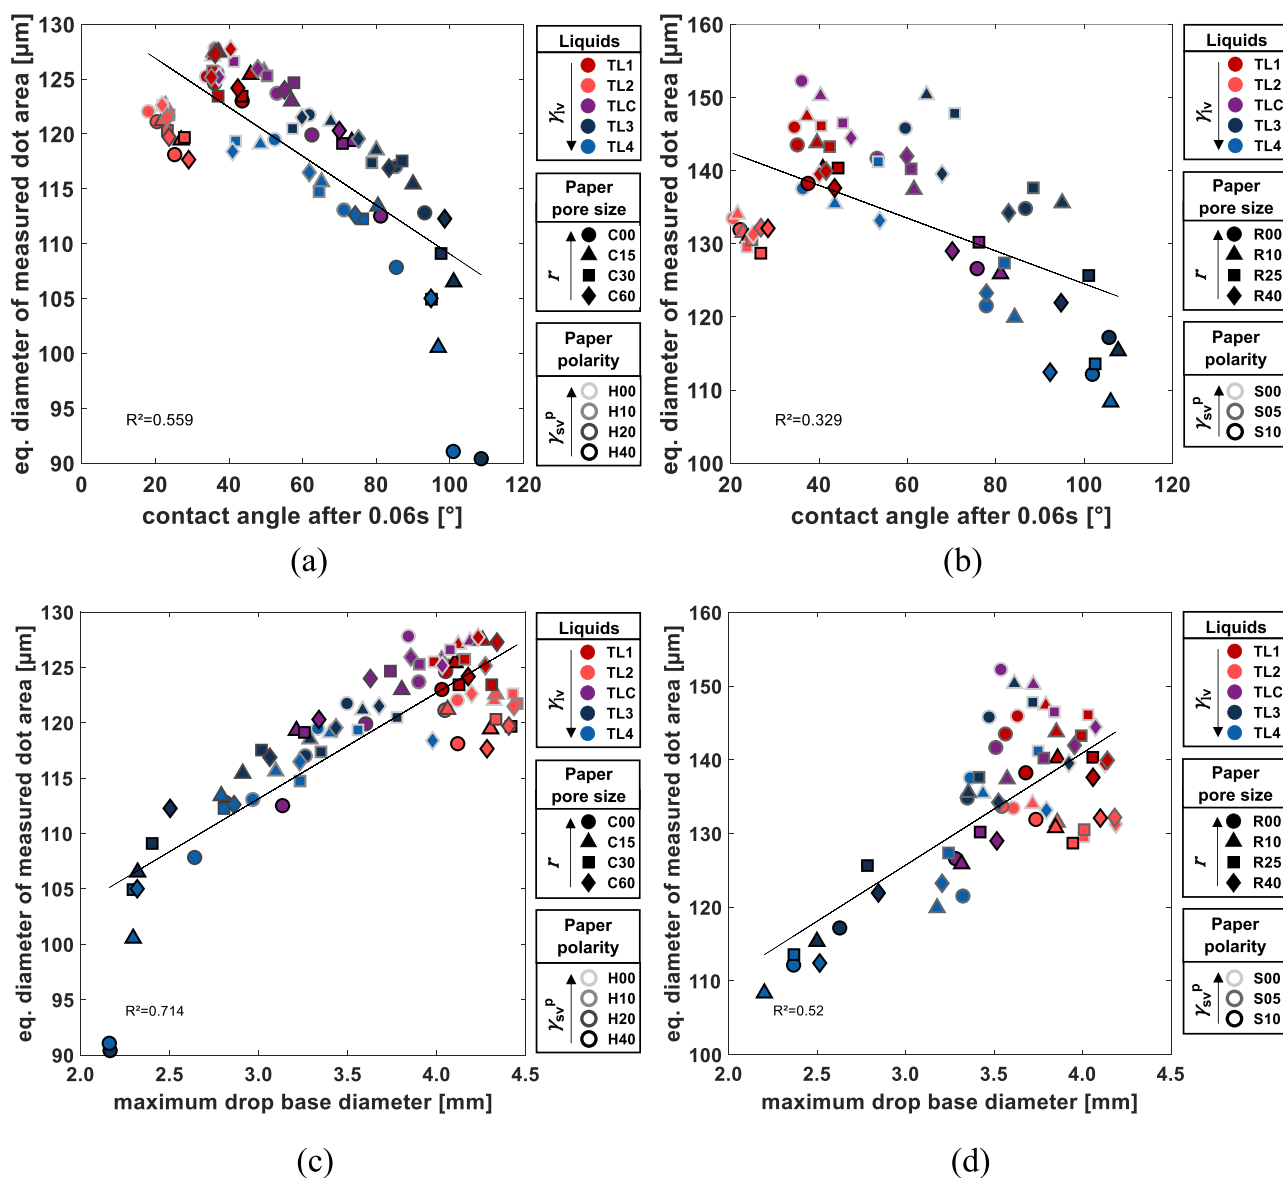 eq. diameter of measured dot area [µm]
130
125
120
115
110
105
100
95
90
R²=0.559
0 20 40 60 80 100 120
contact angle after 0.06s [°]
(a)
Liquids
γlv
TL1
TL2
TLC
TL3
TL4
Paper
pore size
r
C00
C15
C30
C60
Paper
polarity
γsv p
H00
H10
H20
H40
eq. diameter of measured dot area [µm]
160
150
140
130
120
110
100
R²=0.329
20 40 60 80 100 120
contact angle after 0.06s [°]
(b)
Liquids
γlv
TL1
TL2
TLC
TL3
TL4
Paper
pore size
r
R00
R10
R25
R40
Paper
polarity
γsv p
S00
S05
S10
eq. diameter of measured dot area [µm]
130
125
120
115
110
105
100
95
90
R²=0.714
2.0 2.5 3.0 3.5 4.0 4.5
maximum drop base diameter [mm]
(c)
Liquids
γlv
TL1
TL2
TLC
TL3
TL4
Paper
pore size
r
C00
C15
C30
C60
Paper
polarity
γsv p
H00
H10
H20
H40
eq. diameter of measured dot area [µm]
160
150
140
130
120
110
100
R²=0.52
2.0 2.5 3.0 3.5 4.0 4.5
maximum drop base diameter [mm]
(d)
Liquids
γlv
TL1
TL2
TLC
TL3
TL4
Paper
pore size
r
R00
R10
R25
R40
Paper
polarity
γsv p
S00
S05
S10